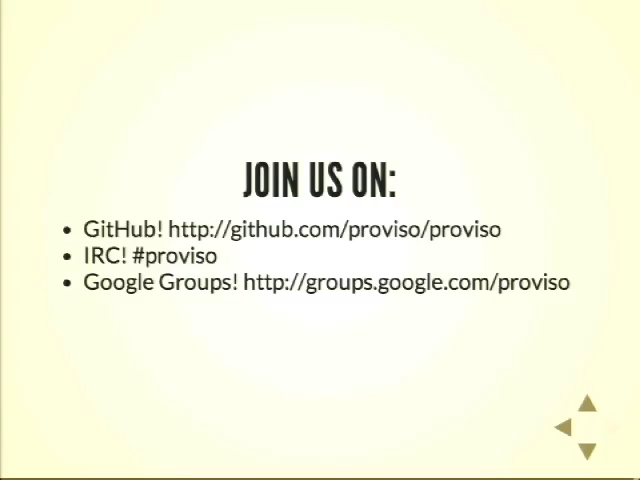 JOIN US ON:
GitHub! http://github.com/proviso/proviso
IRC! #proviso
Google Groups! http://groups.google.com/proviso